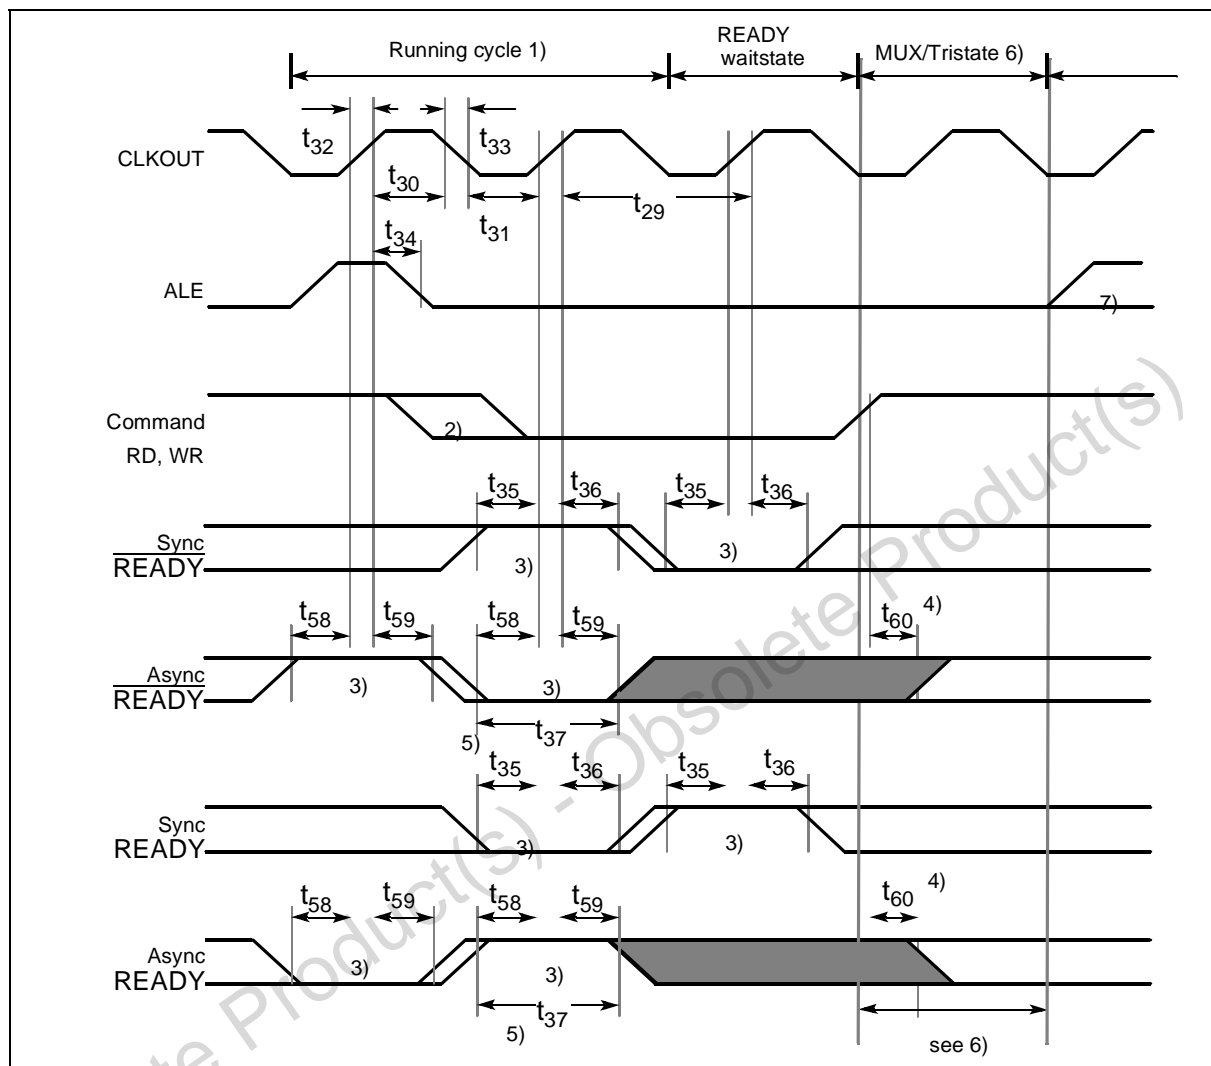 Running cycle 1)
READY
waitstate
MUX/Tristate 6)
CLKOUT
t32
t33
t30
t31
t29
t34
ALE
7)
Command
RD, WR
2)
t35
t36
t35
t36
Sync
READY
3)
3)
t58
t59
t58
t59
t60
4)
Async
READY
3)
3)
t37
5)
t35
t36
t35
t36
Sync
READY
3)
3)
t58
t59
t58
t59
t60
4)
Async
READY
3)
3)
t37
5)
see 6)
te Product(s) - Obsolete Product(s)